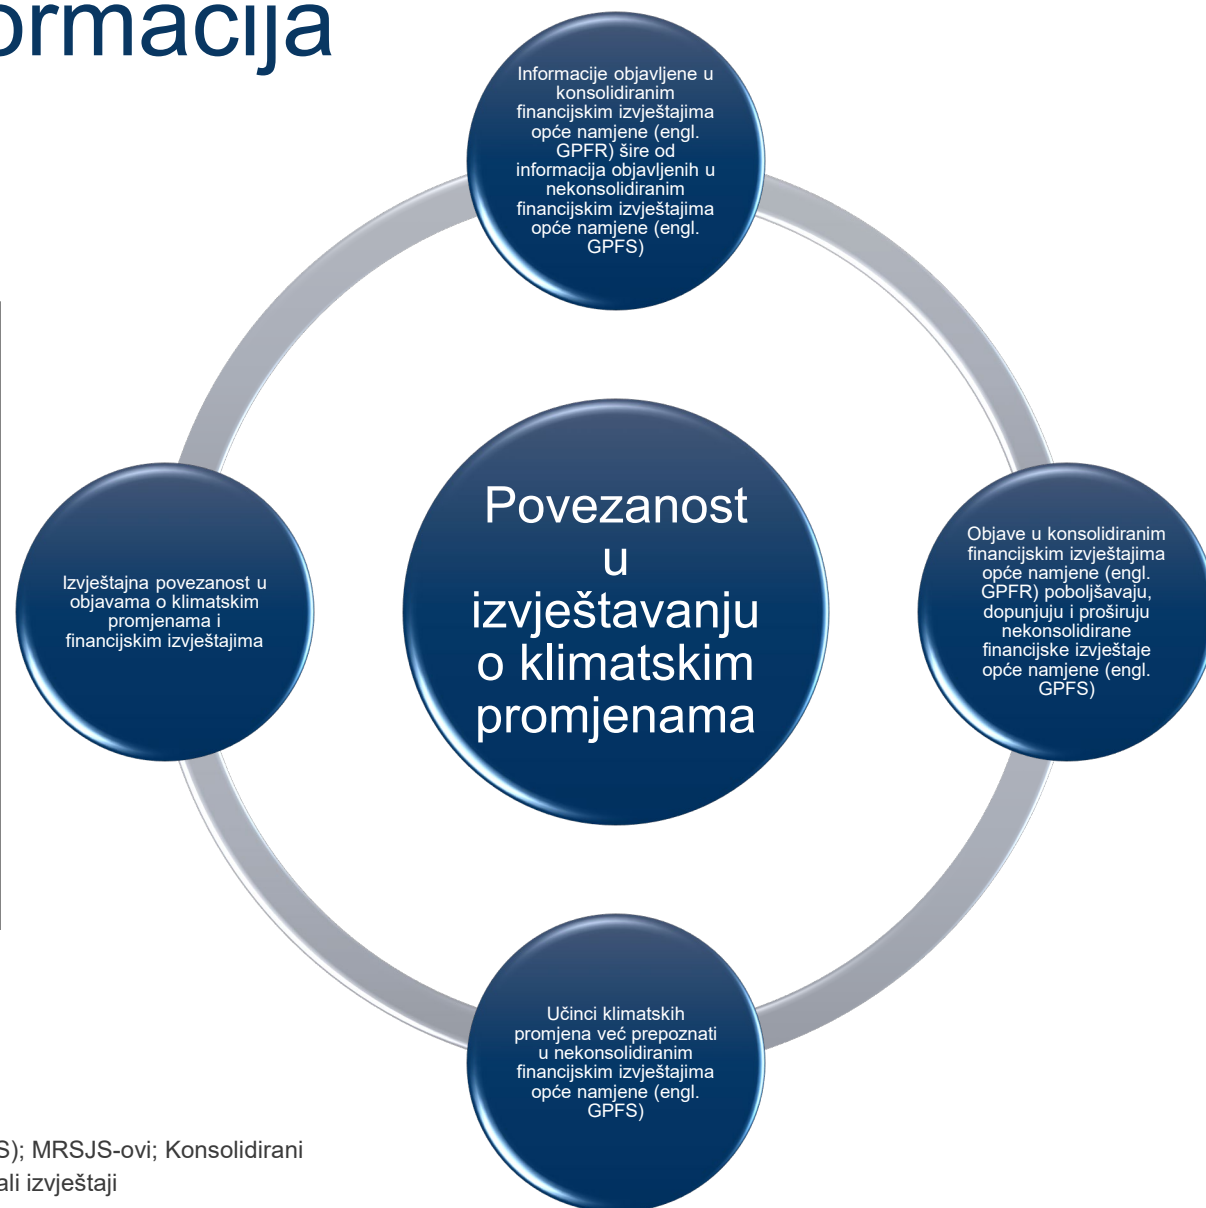 ormacija
Informacije objavljene u
konsolidiranim
financijskim izvještajima
opće namjene (engl.
GPFR) šire od
informacija objavljenih u
nekonsolidiranim
financijskim izvještajima
opće namjene (engl.
GPFS)
Izvještajna povezanost u
objavama o klimatskim
promjenama i
financijskim izvještajima
Povezanost
u
izvještavanju
o klimatskim
promjenama
Objave u konsolidiranim
financijskim izvještajima
opće namjene (engl.
GPFR) poboljšavaju,
dopunjuju i proširuju
nekonsolidirane
financijske izvještaje
opće namjene (engl.
GPFS)
Učinci klimatskih
promjena već prepoznati
u nekonsolidiranim
financijskim izvještajima
opće namjene (engl.
GPFS)
S); MRSJS-ovi; Konsolidirani
ali izvještaji